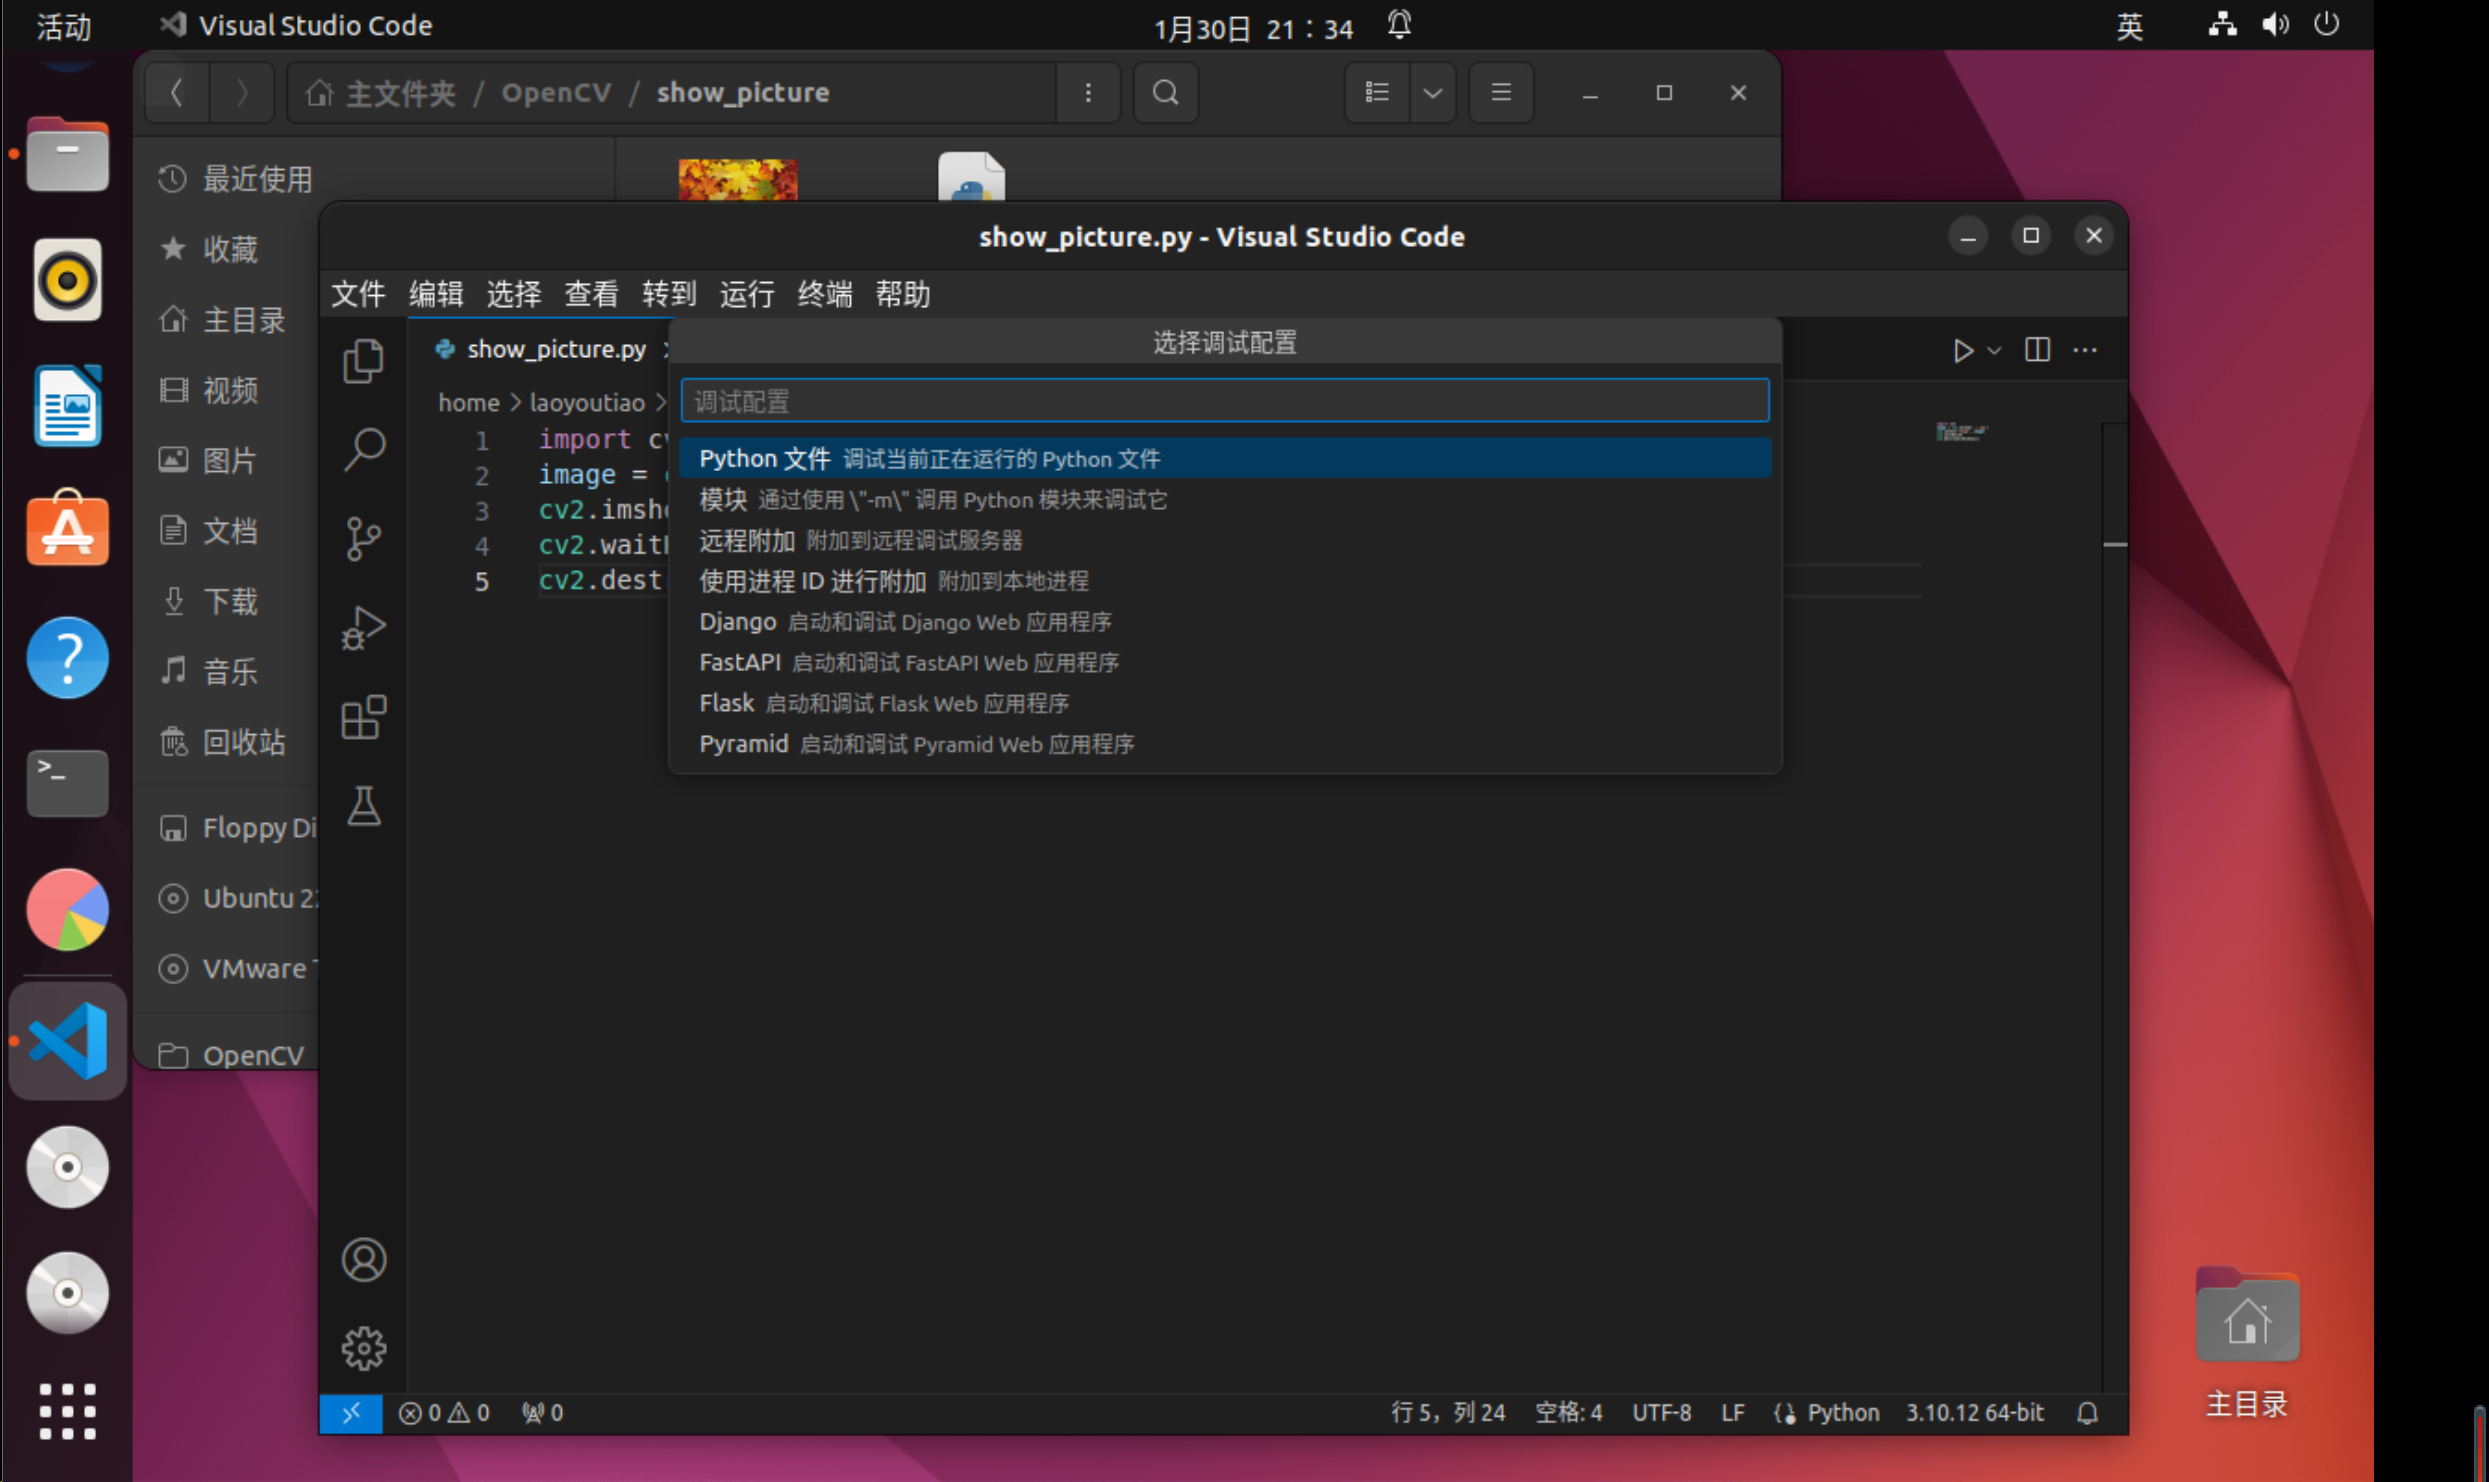 活动 Visual Studio Code 1月30日 21：34 英
主文件夹 / OpenCV / show_picture
最近使用
收藏
主目录
视频
图片
文档
下载
音乐
回收站
Floppy Di
Ubuntu 2
VMware
OpenCV
show_picture.py - Visual Studio Code
文件 编辑 选择 查看 转到 运行 终端 帮助
show_picture.py
home > laoyoutiao >
1 import cv
2 image =
3 cv2.imsh
4 cv2.wait
5 cv2.dest
选择调试配置
调试配置
Python 文件 调试当前正在运行的 Python 文件
模块 通过使用 \"-m\" 调用 Python 模块来调试它
远程附加 附加到远程调试服务器
使用进程 ID 进行附加 附加到本地进程
Django 启动和调试 Django Web 应用程序
FastAPI 启动和调试 FastAPI Web 应用程序
Flask 启动和调试 Flask Web 应用程序
Pyramid 启动和调试 Pyramid Web 应用程序
0 0 0 行 5，列 24 空格: 4 UTF-8 LF Python 3.10.12 64-bit
主目录